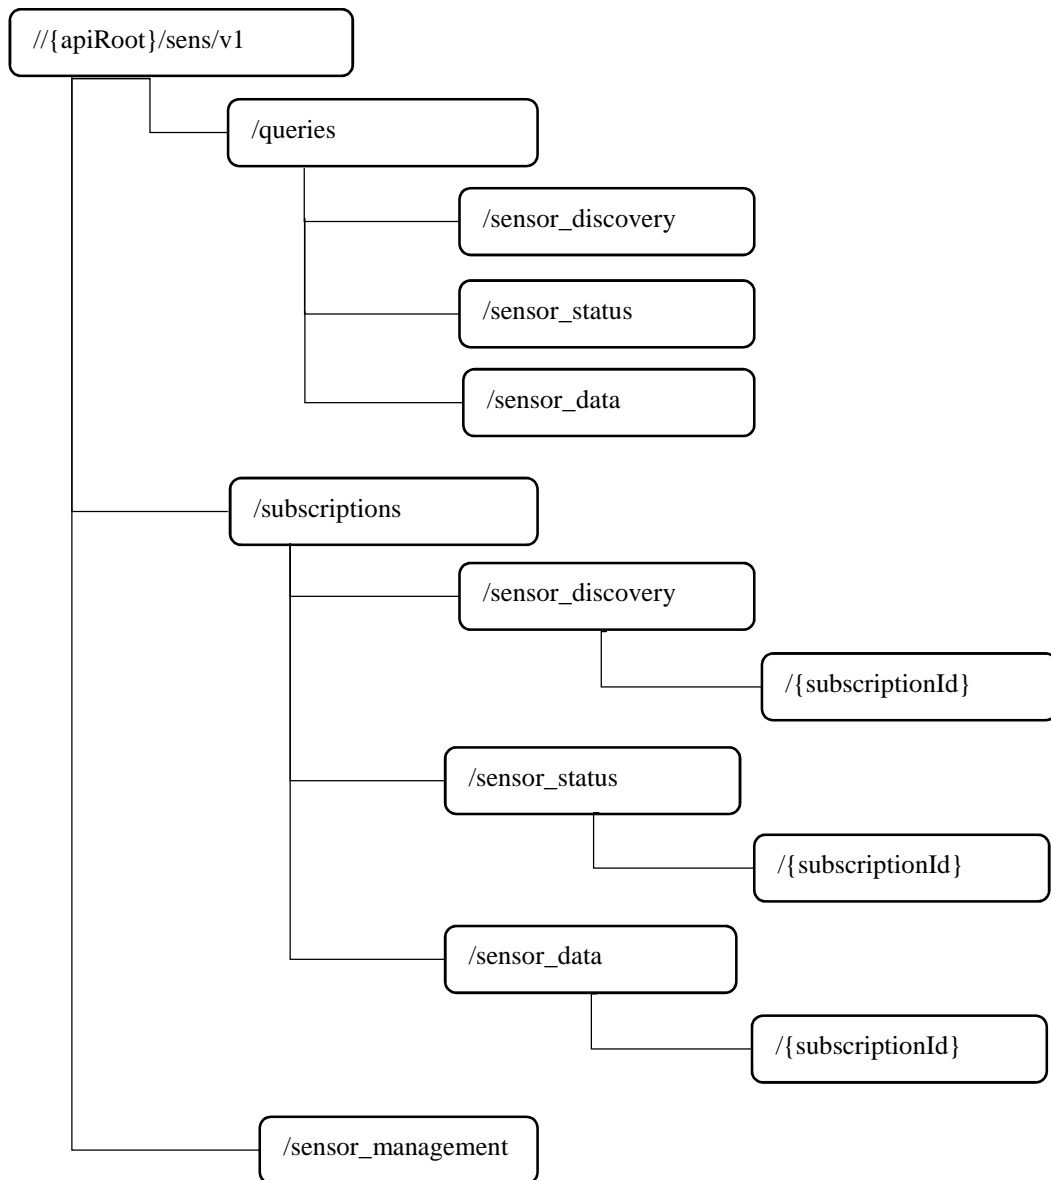 //{apiRoot}/sens/v1
/queries
/sensor_discovery
/sensor_status
/sensor_data
/subscriptions
/sensor_discovery
/{subscriptionId}
/sensor_status
/{subscriptionId}
/sensor_data
/{subscriptionId}
/sensor_management